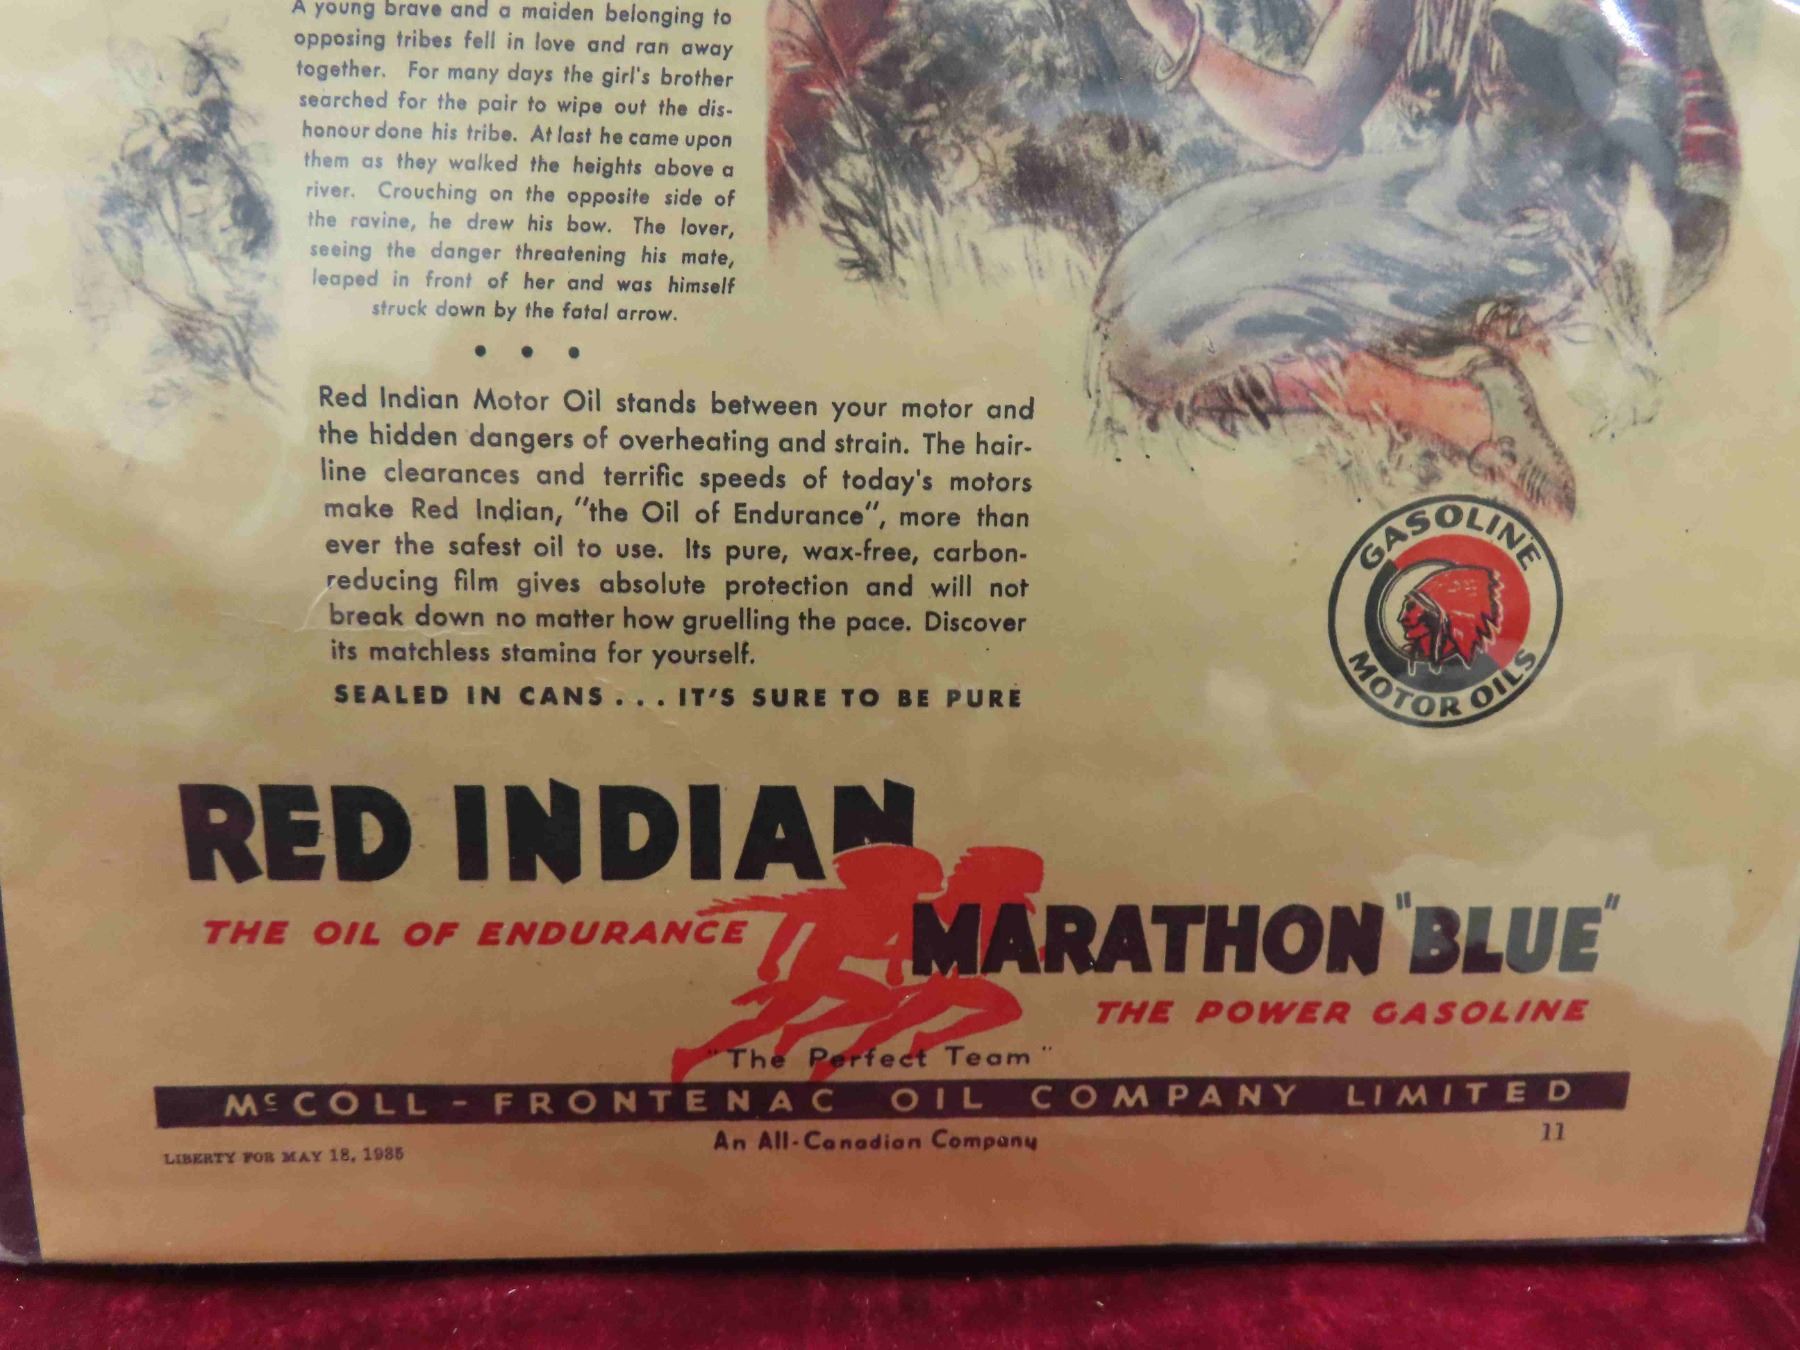 A young brave and a maiden belonging to
opposing tribes fell in love and ran away
together. For many days the girl's brother
searched for the pair to wipe out the dis-
honour done his tribe. At last he came upon
them as they walked the heights above a
river. Crouching on the opposite side of
the ravine, he drew his bow. The lover,
seeing the danger threatening his mate,
leaped in front of her and was himself
struck down by the fatal arrow.
• • •
Red Indian Motor Oil stands between your motor and
the hidden dangers of overheating and strain. The hair-
line clearances and terrific speeds of today's motors
make Red Indian, "the Oil of Endurance", more than
ever the safest oil to use. Its pure, wax-free, carbon-
reducing film gives absolute protection and will not
break down no matter how gruelling the pace. Discover
its matchless stamina for yourself.
SEALED IN CANS . . . IT'S SURE TO BE PURE
GASOLINE
MOTOR OILS
RED INDIAN
THE OIL OF ENDURANCE
MARATHON "BLUE"
THE POWER GASOLINE
"The Perfect Team"
McCOLL-FRONTENAC OIL COMPANY LIMITED
An All-Canadian Company
11
LIBERTY FOR MAY 18, 1935